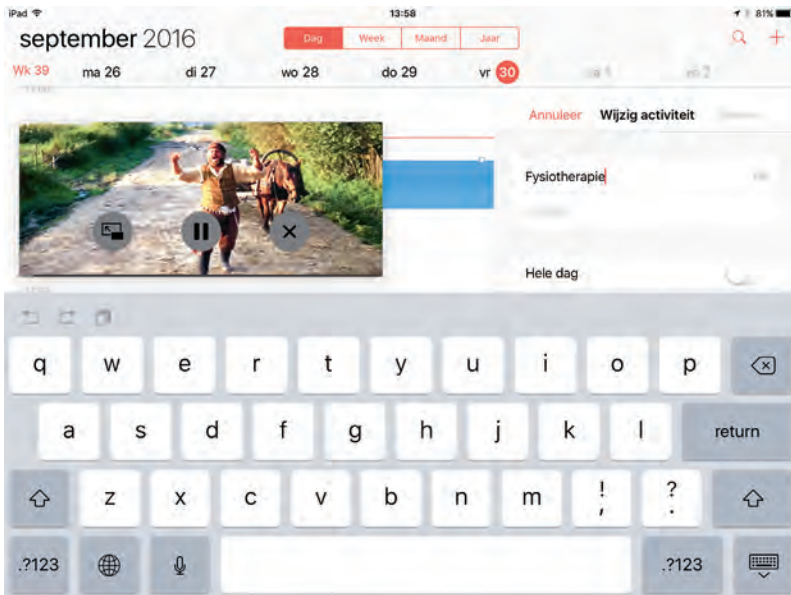 iPad 13:58 81%
september 2016 Dag Week Maand Jaar
Wk 39 ma 26 di 27 wo 28 do 29 vr 30
Annuleer Wijzig activiteit
Fysiotherapie
Hele dag
q w e r t y u i o p
a s d f g h j k l return
z x c v b n m ! , ? .
.?123 .?123